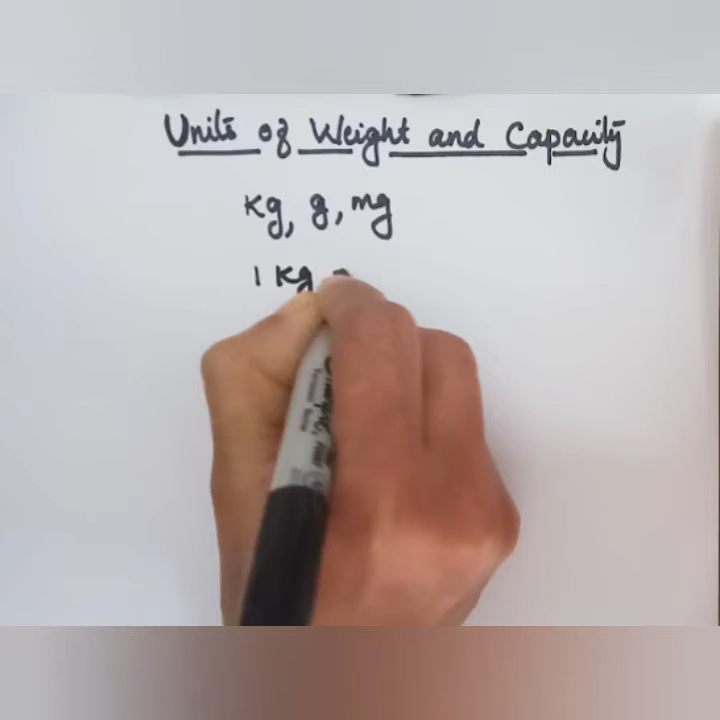 Units of Weight and Capacity
Kg, g, mg
1 Kg